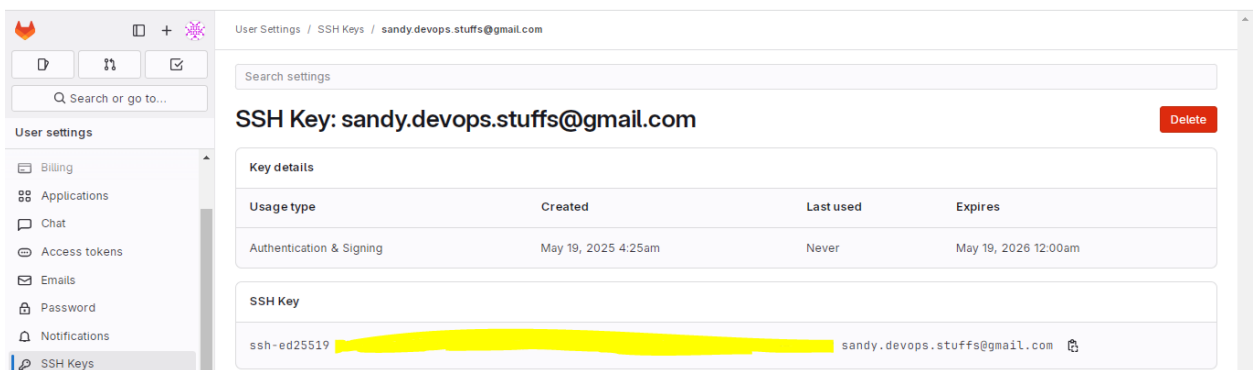 User Settings / SSH Keys / sandy.devops.stuffs@gmail.com
Search or go to...
User settings
Billing
Applications
Chat
Access tokens
Emails
Password
Notifications
SSH Keys
Search settings
SSH Key: sandy.devops.stuffs@gmail.com
Delete
Key details
Usage type Created Last used Expires
Authentication & Signing May 19, 2025 4:25am Never May 19, 2026 12:00am
SSH Key
ssh-ed25519 sandy.devops.stuffs@gmail.com